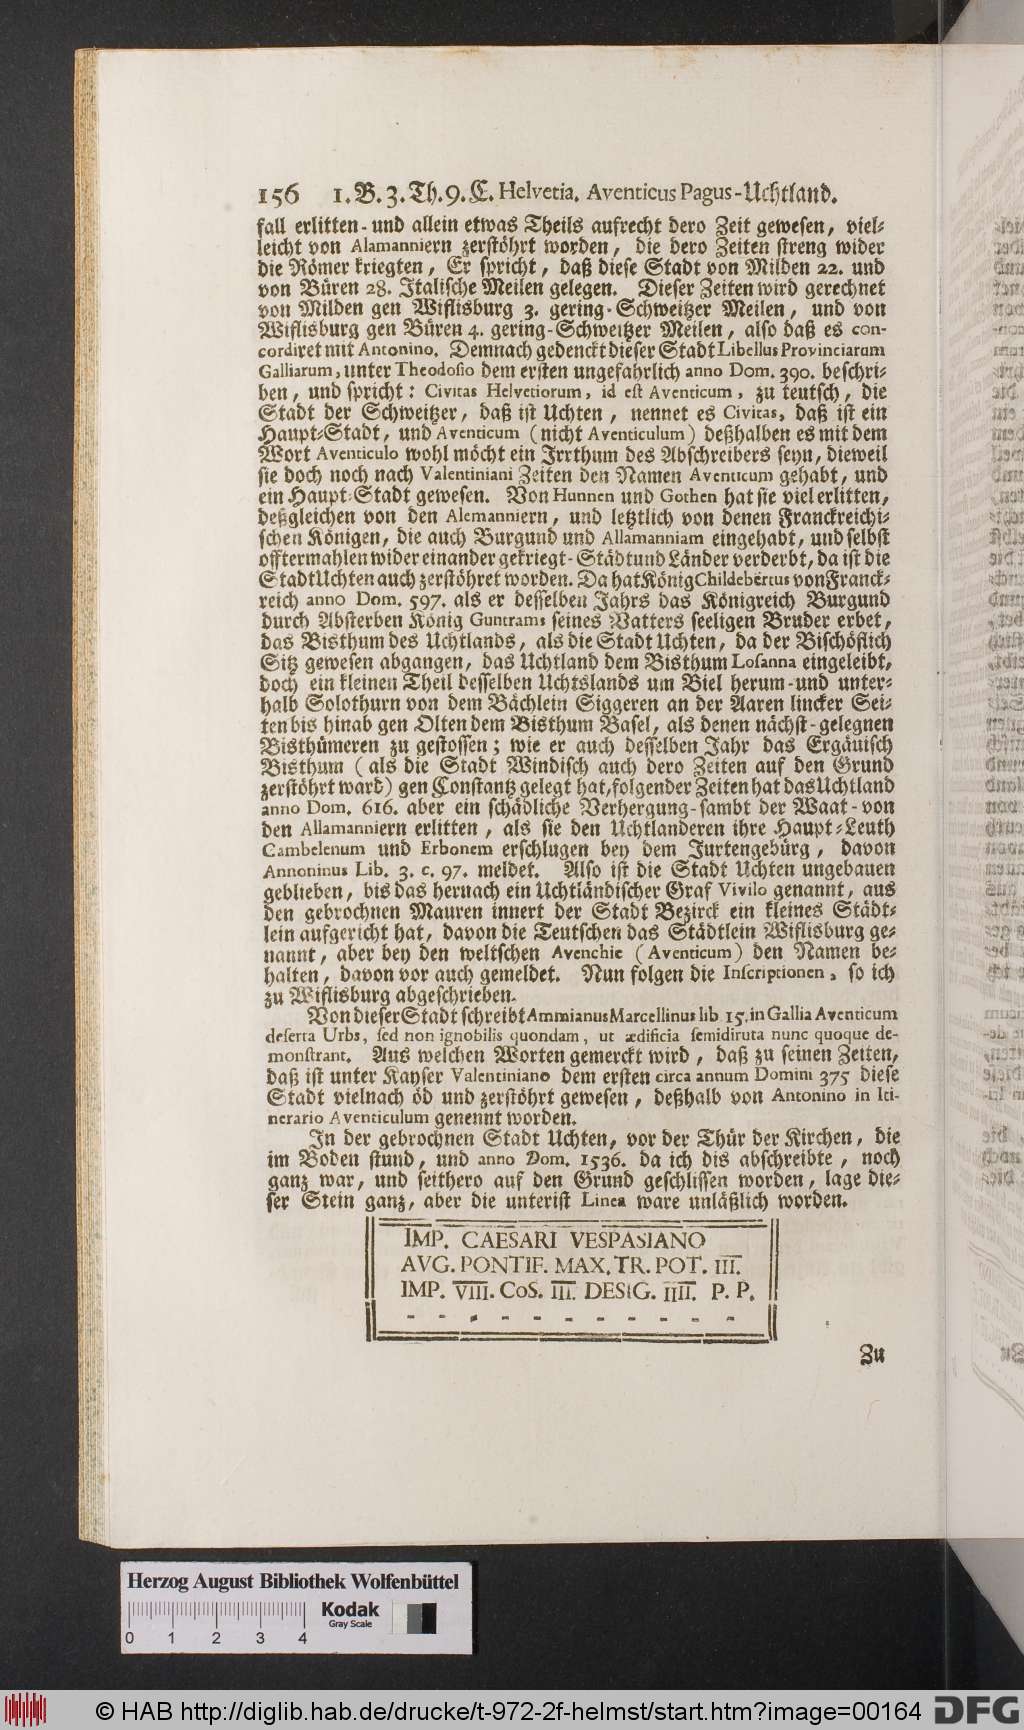 156 1. B. 3. Th. 9. C. Helvetia. Aventicus Pagus-Uchtland.
fall erlitten- und allein etwas Theils aufrecht dero Zeit gewesen, viel-
leicht von Alamanniern zerstöhrt worden, die dero Zeiten streng wider
die Römer kriegten, Er spricht, daß diese Stadt von Milden 22. und
von Büren 28. Italische Meilen gelegen. Dieser Zeiten wird gerechnet
von Milden gen Wiflisburg 3. gering-Schweitzer Meilen, und von
Wiflisburg gen Büren 4. gering-Schweitzer Meilen, also daß es con-
cordiret mit Antonino. Demnach gedenckt dieser Stadt Libellus Provinciarum
Galliarum, unter Theodosio dem ersten ungefahrlich anno Dom. 390. beschri-
ben, und spricht: Civitas Helvetiorum, id est Aventicum, zu teutsch, die
Stadt der Schweitzer, daß ist Uchten, nennet es Civitas, daß ist ein
Haupt-Stadt, und Aventicum (nicht Aventiculum) deßhalben es mit dem
Wort Aventiculo wohl möcht ein Irrthum des Abschreibers seyn, dieweil
sie doch noch nach Valentiniani Zeiten den Namen Aventicum gehabt, und
ein Haupt-Stadt gewesen. Von Hunnen und Gothen hat sie viel erlitten,
deßgleichen von den Alemanniern, und letztlich von denen Franckreichi-
schen Königen, die auch Burgund und Allamanniam eingehabt, und selbst
offtermahlen wider einander gekriegt-Städt und Länder verderbt, da ist die
Stadt Uchten auch zerstöhret worden. Da hat König Childebertus von Franck-
reich anno Dom. 597. als er desselben Jahrs das Königreich Burgund
durch Absterben König Guntrams seines Vatters seeligen Bruder erbet,
das Bisthum des Uchtlands, als die Stadt Uchten, da der Bischöflich
Sitz gewesen abgangen, das Uchtland dem Bisthum Losanna eingeleibt,
doch ein kleinen Theil desselben Uchtslands um Biel herum-und unter-
halb Solothurn von dem Bächlein Siggeren an der Aaren lincker Sei-
ten bis hinab gen Olten dem Bisthum Basel, als denen nächst-gelegnen
Bisthümeren zu gestossen; wie er auch desselben Jahr das Ergäuisch
Bisthum (als die Stadt Windisch auch dero Zeiten auf den Grund
zerstöhrt ward) gen Constantz gelegt hat, folgender Zeiten hat das Uchtland
anno Dom. 616. aber ein schädliche Verhergung-sambt der Waat-von
den Allamanniern erlitten, als sie den Uchtlanderen ihre Haupt-Leuth
Cambelenum und Erbonem erschlugen bey dem Jurtengebürg, davon
Annoninus Lib. 3. c. 97. meldet. Also ist die Stadt Uchten ungebauen
geblieben, bis das hernach ein Uchtländischer Graf Vivilo genannt, aus
den gebrochnen Mauren innert der Stadt Bezirck ein kleines Städt-
lein aufgericht hat, davon die Teutschen das Städtlein Wiflisburg ge-
nannt, aber bey den weltschen Avenchie (Aventicum) den Namen be-
halten, davon vor auch gemeldet. Nun folgen die Inscriptionen, so ich
zu Wiflisburg abgeschrieben.
Von dieser Stadt schreibt Ammianus Marcellinus lib. 15. in Gallia Aventicum
deserta Urbs, sed non ignobilis quondam, ut ædificia semidiruta nunc quoque de-
monstrant. Aus welchen Worten gemerckt wird, daß zu seinen Zeiten,
daß ist unter Kayser Valentiniano dem ersten circa annum Domini 375 diese
Stadt vielnach öd und zerstöhrt gewesen, deßhalb von Antonino in Iti-
nerario Aventiculum genennt worden.
In der gebrochnen Stadt Uchten, vor der Thür der Kirchen, die
im Boden stund, und anno Dom. 1536. da ich dis abschreibte, noch
ganz war, und seithero auf den Grund geschlissen worden, lage die-
ser Stein ganz, aber die unterist Linea ware unläßlich worden.
IMP. CAESARI VESPASIANO
AVG. PONTIF. MAX. TR. POT. III.
IMP. VIII. CoS. III. DESIG. IIII. P. P.
- - - - - - - - - - -
Zu
Herzog August Bibliothek Wolfenbüttel
Kodak
Gray Scale
0 1 2 3 4
© HAB http://diglib.hab.de/drucke/t-972-2f-helmst/start.htm?image=00164
DFG